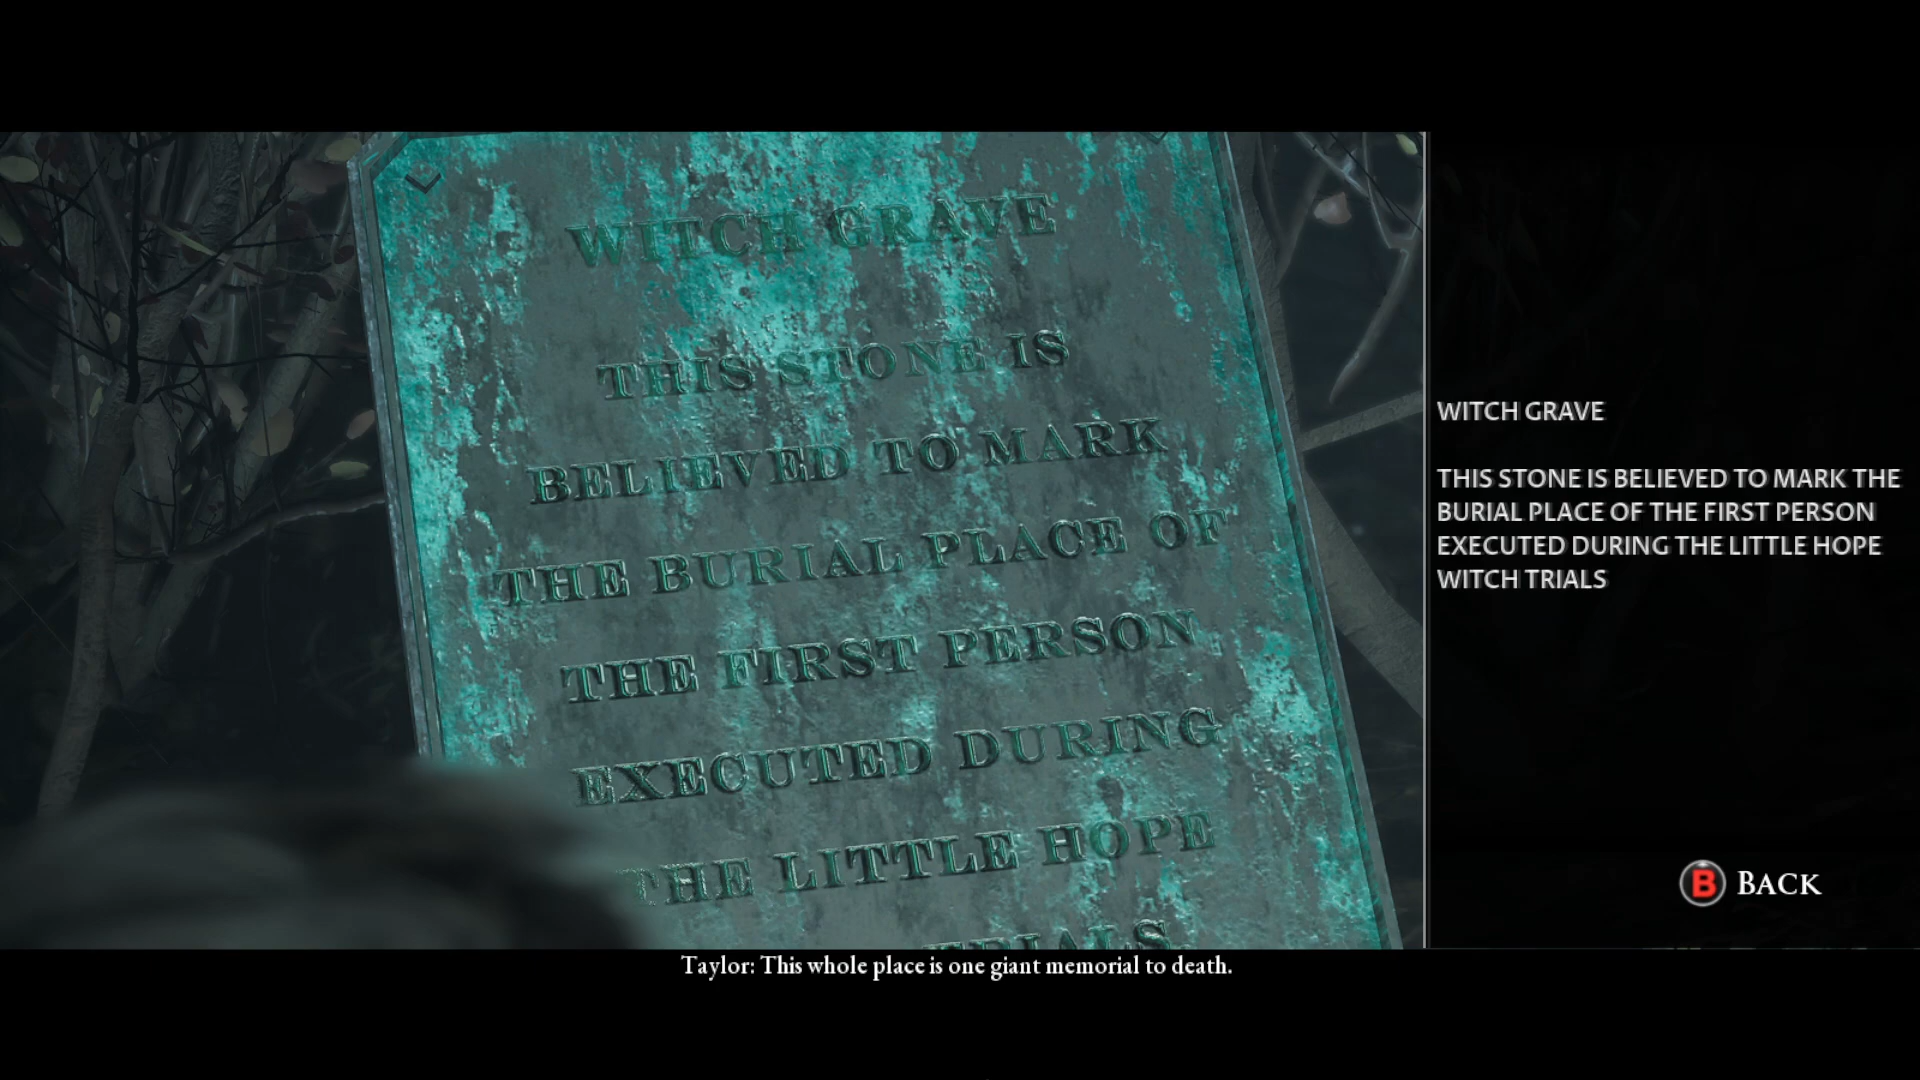 WITCH GRAVE
THIS STONE IS
BELIEVED TO MARK
THE BURIAL PLACE OF
THE FIRST PERSON
EXECUTED DURING
THE LITTLE HOPE
TRIALS
WITCH GRAVE
THIS STONE IS BELIEVED TO MARK THE
BURIAL PLACE OF THE FIRST PERSON
EXECUTED DURING THE LITTLE HOPE
WITCH TRIALS
B BACK
Taylor: This whole place is one giant memorial to death.